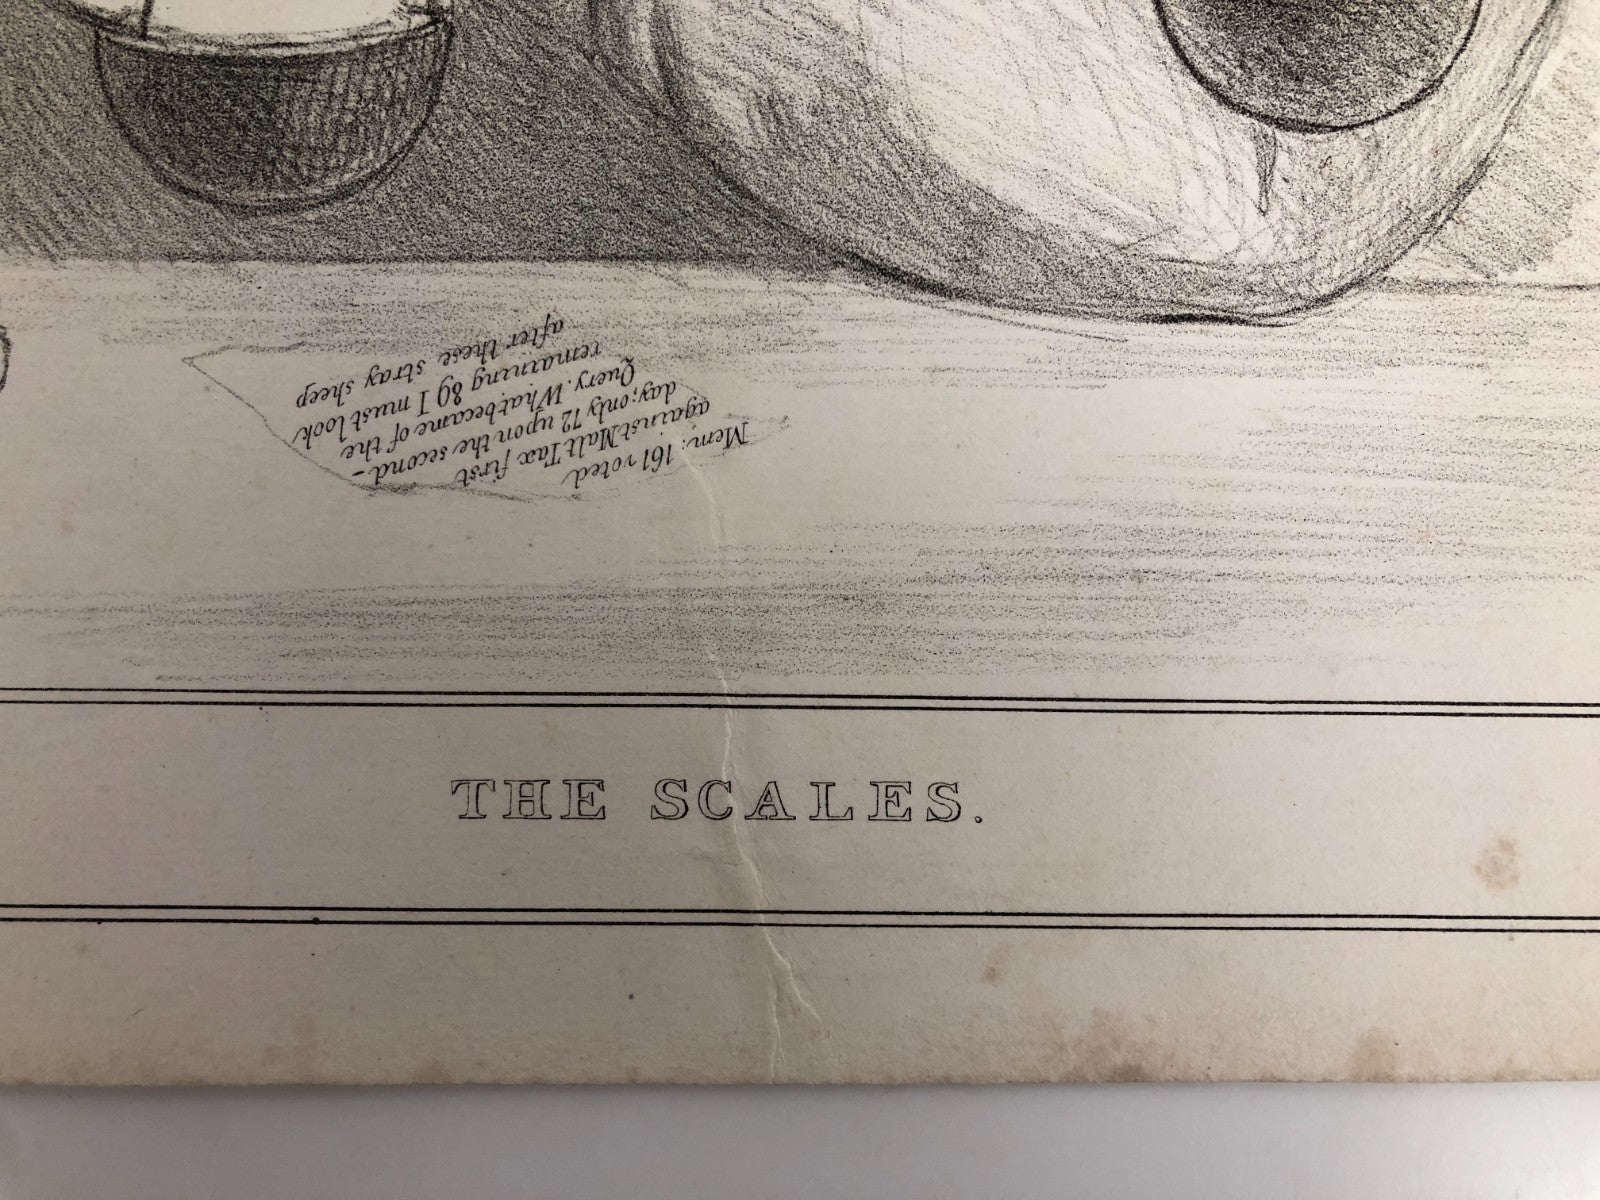 Mem: 161 voted
against Malt Tax first
day; only 72 upon the second-
Query. What became of the
remaining 89 I must look
after these stray sheep
THE SCALES.